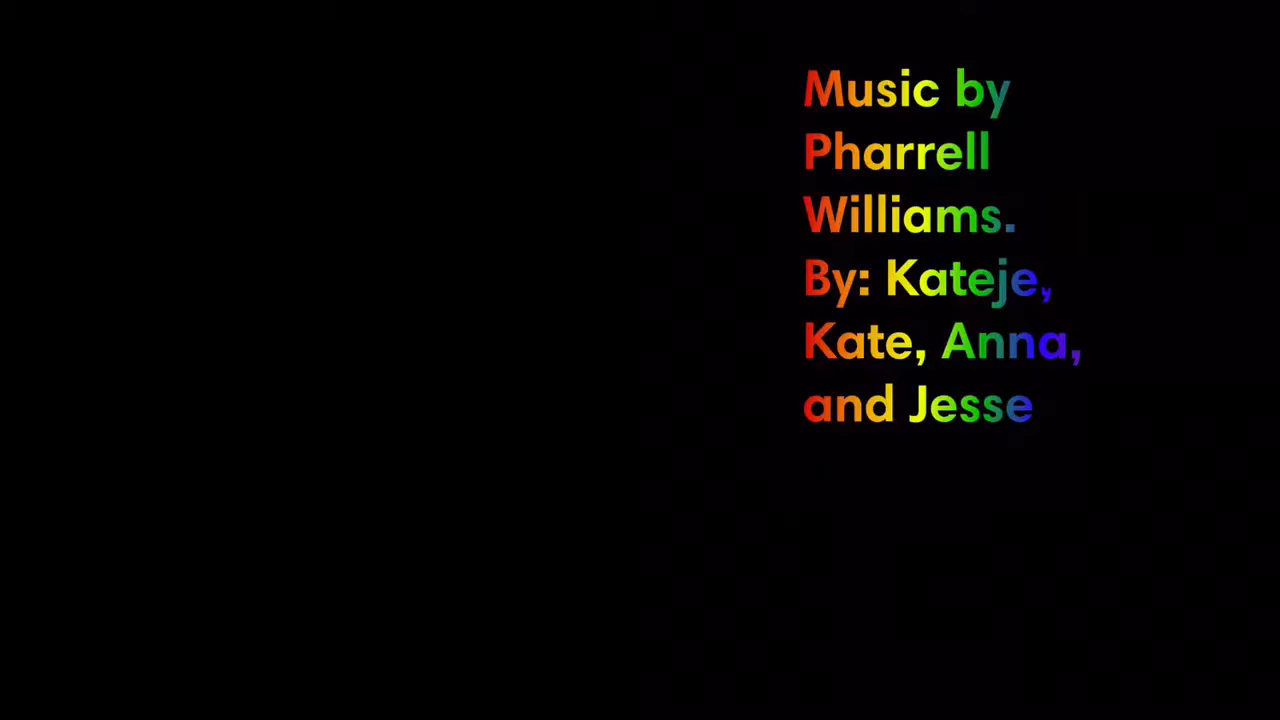 Music by
Pharrell
Williams.
By: Kateje,
Kate, Anna,
and Jesse